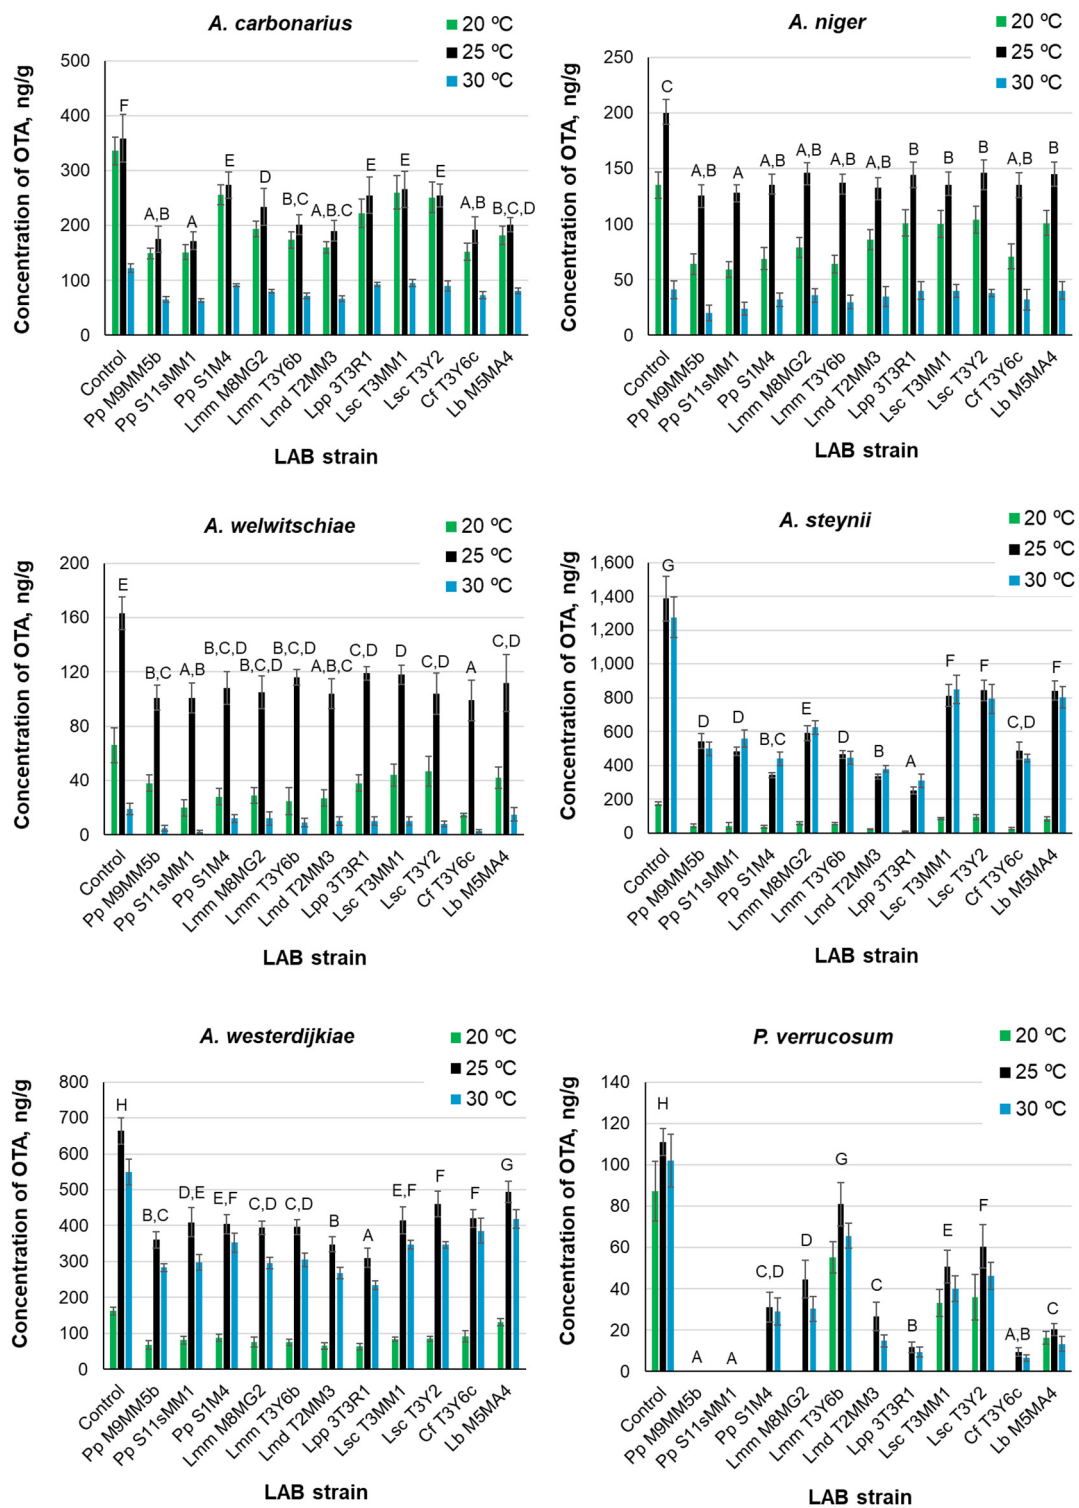 A. carbonarius
20 ºC
25 ºC
30 ºC
Concentration of OTA, ng/g
500
400
300
200
100
0
F
A,B
A
E
D
B,C
A,B,C
E
E
E
A,B
B,C,D
Control
Pp M9MM5b
Pp S11sMM1
Pp S1M4
Lmm M8MG2
Lmm T3Y6b
Lmd T2MM3
Lpp 3T3R1
Lsc T3MM1
Lsc T3Y2
Cf T3Y6c
Lb M5MA4
LAB strain
A. niger
20 ºC
25 ºC
30 ºC
Concentration of OTA, ng/g
250
200
150
100
50
0
C
A,B
A
A,B
A,B
A,B
A,B
B
B
B
A,B
B
Control
Pp M9MM5b
Pp S11sMM1
Pp S1M4
Lmm M8MG2
Lmm T3Y6b
Lmd T2MM3
Lpp 3T3R1
Lsc T3MM1
Lsc T3Y2
Cf T3Y6c
Lb M5MA4
LAB strain
A. welwitschiae
20 ºC
25 ºC
30 ºC
Concentration of OTA, ng/g
200
160
120
80
40
0
E
B,C
A,B
B,C,D
B,C,D
B,C,D
A,B,C
C,D
D
C,D
A
C,D
Control
Pp M9MM5b
Pp S11sMM1
Pp S1M4
Lmm M8MG2
Lmm T3Y6b
Lmd T2MM3
Lpp 3T3R1
Lsc T3MM1
Lsc T3Y2
Cf T3Y6c
Lb M5MA4
LAB strain
A. steynii
20 ºC
25 ºC
30 ºC
Concentration of OTA, ng/g
1,600
1,400
1,200
1,000
800
600
400
200
0
G
D
D
B,C
E
D
B
A
F
F
C,D
F
Control
Pp M9MM5b
Pp S11sMM1
Pp S1M4
Lmm M8MG2
Lmm T3Y6b
Lmd T2MM3
Lpp 3T3R1
Lsc T3MM1
Lsc T3Y2
Cf T3Y6c
Lb M5MA4
LAB strain
A. westerdijkiae
20 ºC
25 ºC
30 ºC
Concentration of OTA, ng/g
800
700
600
500
400
300
200
100
0
H
B,C
D,E
E,F
C,D
C,D
B
A
E,F
F
F
G
Control
Pp M9MM5b
Pp S11sMM1
Pp S1M4
Lmm M8MG2
Lmm T3Y6b
Lmd T2MM3
Lpp 3T3R1
Lsc T3MM1
Lsc T3Y2
Cf T3Y6c
Lb M5MA4
LAB strain
P. verrucosum
20 ºC
25 ºC
30 ºC
Concentration of OTA, ng/g
140
120
100
80
60
40
20
0
H
A
A
C,D
D
G
C
B
E
F
A,B
C
Control
Pp M9MM5b
Pp S11sMM1
Pp S1M4
Lmm M8MG2
Lmm T3Y6b
Lmd T2MM3
Lpp 3T3R1
Lsc T3MM1
Lsc T3Y2
Cf T3Y6c
Lb M5MA4
LAB strain